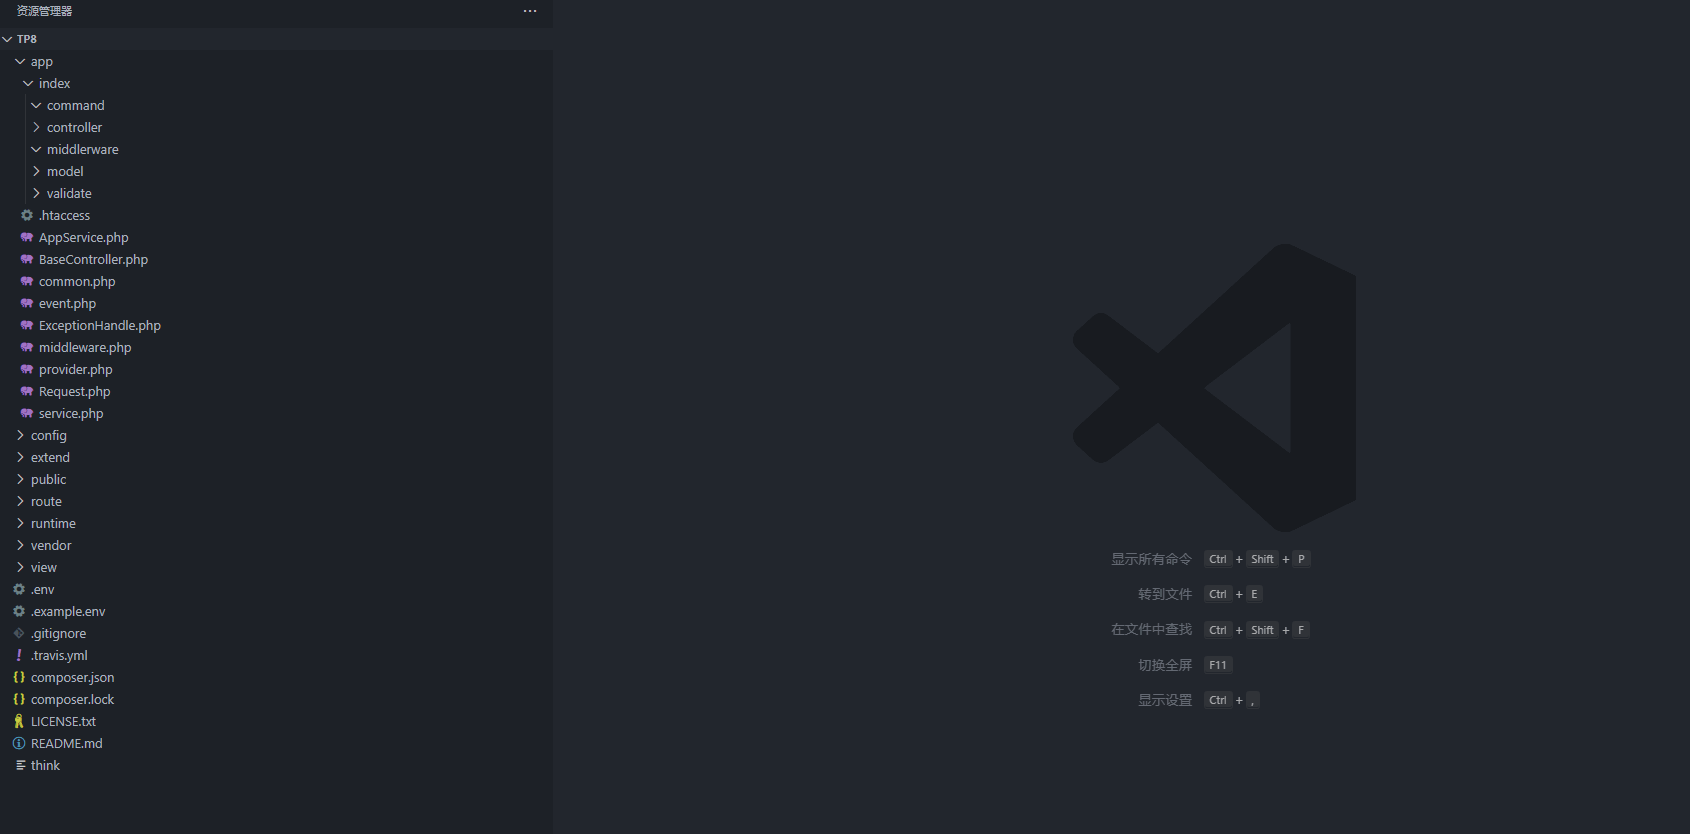 资源管理器
TP8
app
index
command
controller
middlerware
model
validate
.htaccess
AppService.php
BaseController.php
common.php
event.php
ExceptionHandle.php
middleware.php
provider.php
Request.php
service.php
config
extend
public
route
runtime
vendor
view
.env
.example.env
.gitignore
.travis.yml
composer.json
composer.lock
LICENSE.txt
README.md
think
显示所有命令 Ctrl + Shift + P
转到文件 Ctrl + E
在文件中查找 Ctrl + Shift + F
切换全屏 F11
显示设置 Ctrl + ,